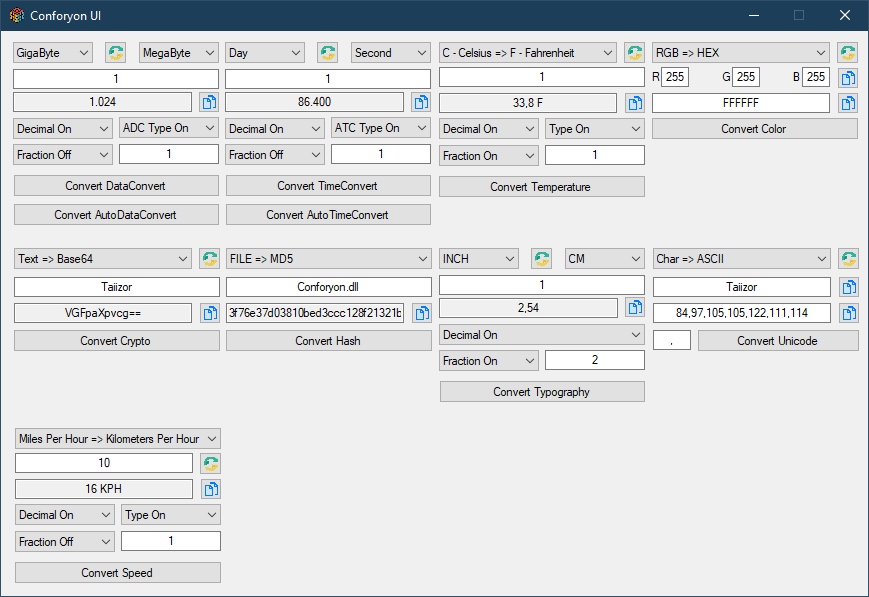 Conforyon UI
GigaByte MegaByte
1
1.024
Decimal On ADC Type On
Fraction Off 1
Convert DataConvert
Convert AutoDataConvert
Day Second
1
86.400
Decimal On ATC Type On
Fraction Off 1
Convert TimeConvert
Convert AutoTimeConvert
C - Celsius => F - Fahrenheit
1
33,8 F
Decimal On Type On
Fraction On 1
Convert Temperature
RGB => HEX
R 255 G 255 B 255
FFFFFF
Convert Color
Text => Base64
Taiizor
VGFpaXpvcg==
Convert Crypto
FILE => MD5
Conforyon.dll
3f76e37d03810bed3ccc128f21321b
Convert Hash
INCH CM
1
2,54
Decimal On
Fraction On 2
Convert Typography
Char => ASCII
Taiizor
84,97,105,105,122,111,114
, Convert Unicode
Miles Per Hour => Kilometers Per Hour
10
16 KPH
Decimal On Type On
Fraction Off 1
Convert Speed